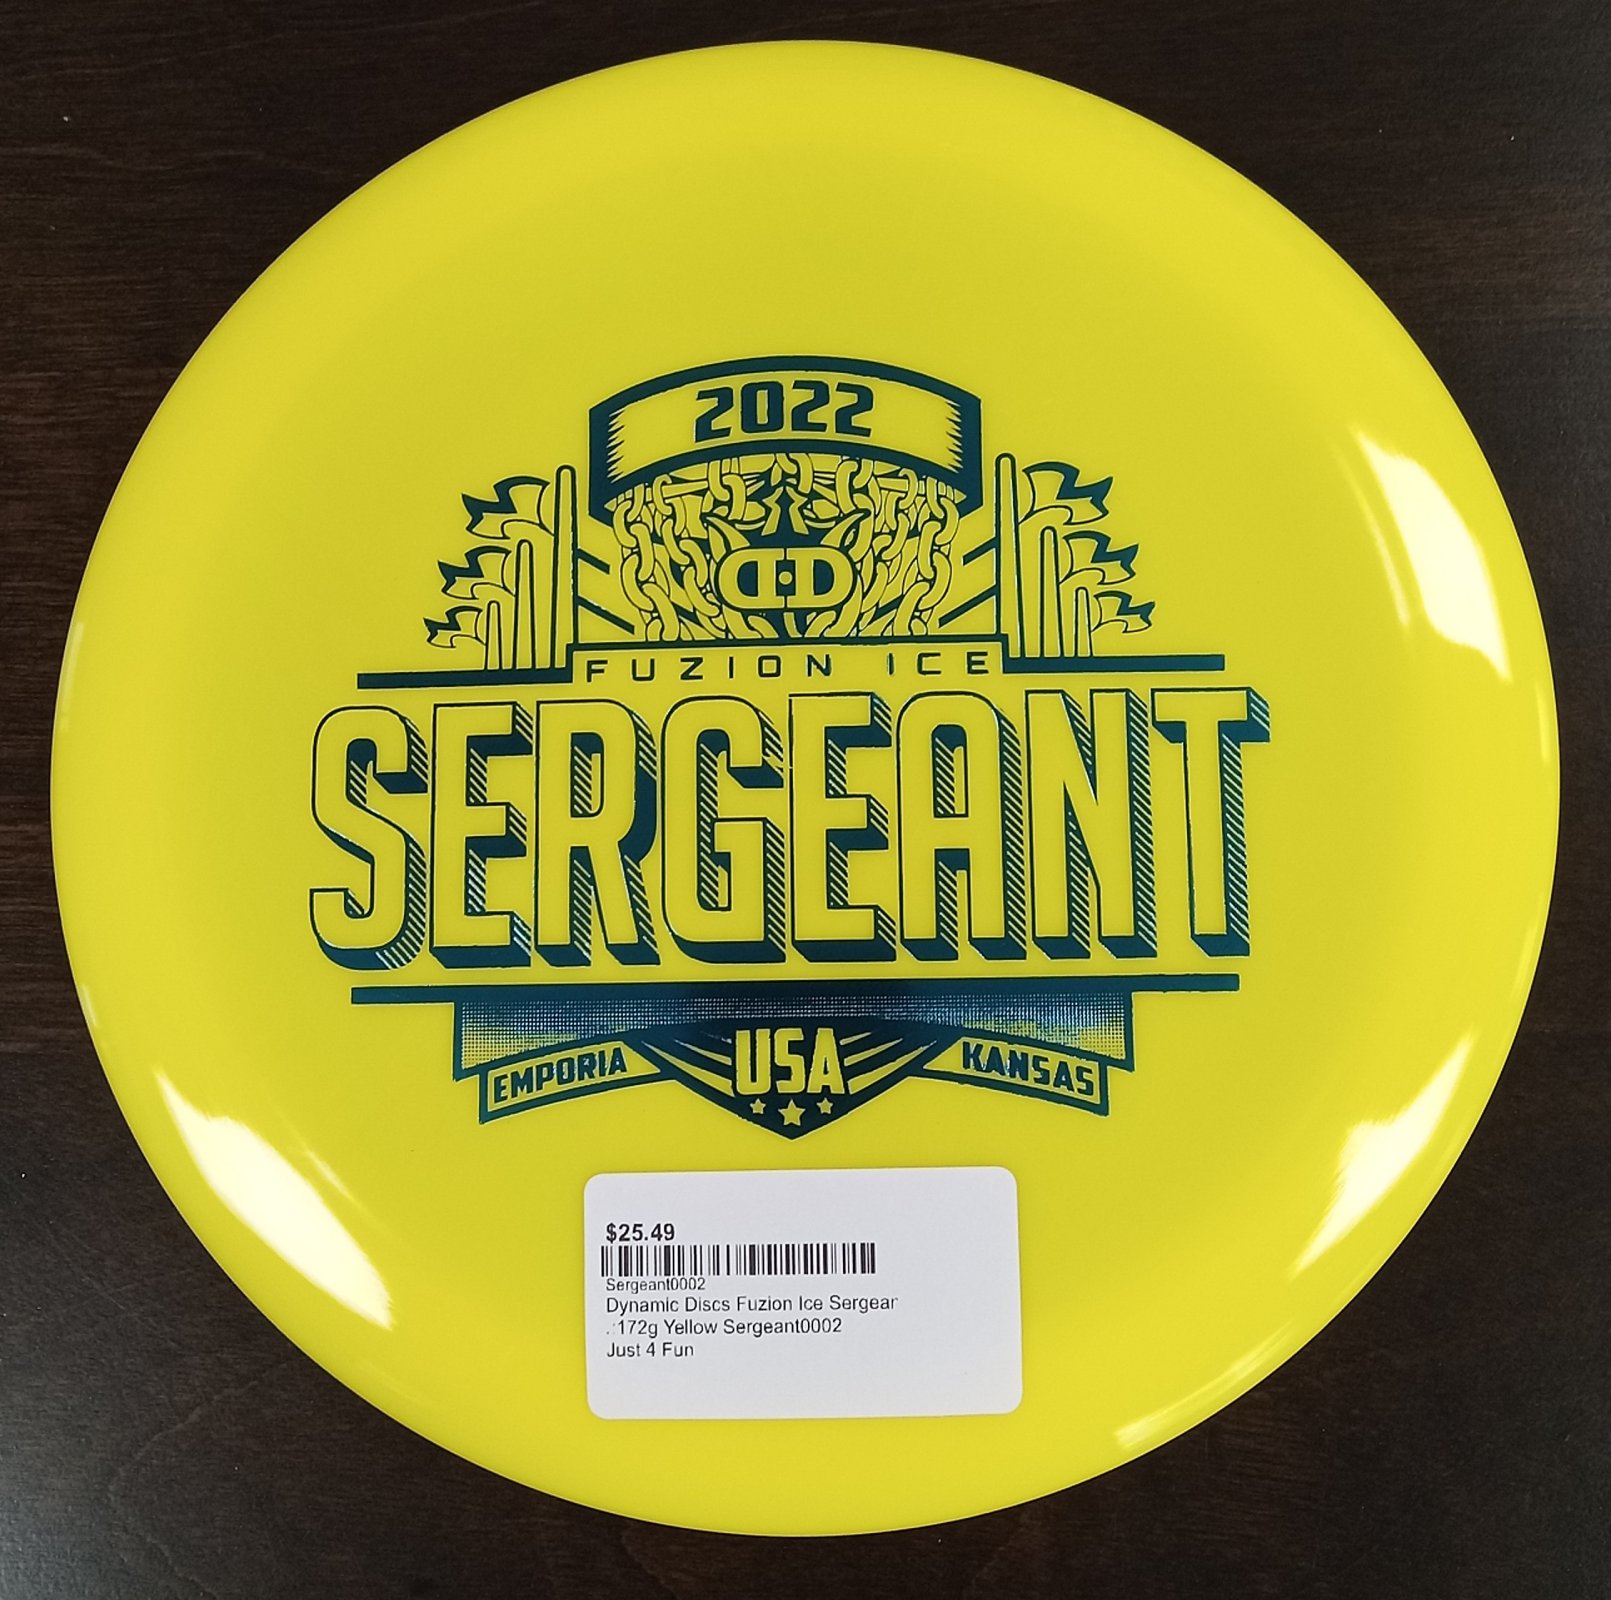 2022
DD
FUZION ICE
SERGEANT
EMPORIA USA KANSAS
$25.49
Sergeant0002
Dynamic Discs Fuzion Ice Sergear
172g Yellow Sergeant0002
Just 4 Fun